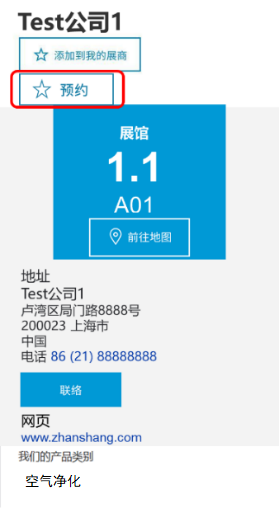 Test公司1
添加到我的展商
预约
展馆
1.1
A01
前往地图
地址
Test公司1
卢湾区局门路8888号
200023 上海市
中国
电话 86 (21) 88888888
联络
网页
www.zhanshang.com
我们的产品类别
空气净化